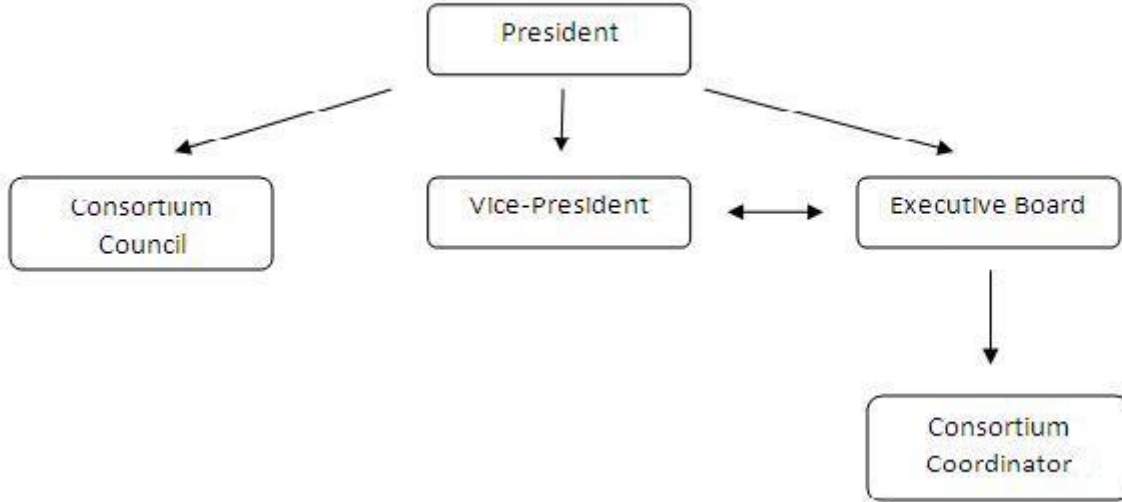 President
Consortium
Council
Vice-President
Executive Board
Consortium
Coordinator